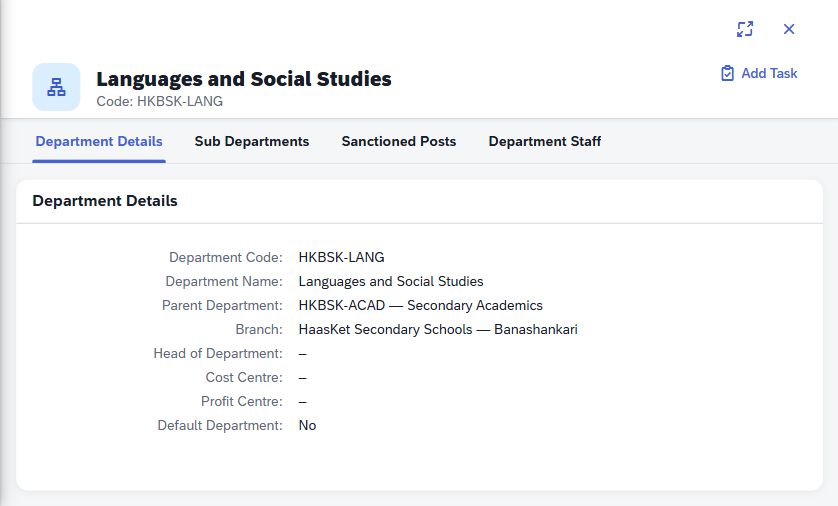 Languages and Social Studies
Code: HKBSK-LANG
Add Task
Department Details
Sub Departments
Sanctioned Posts
Department Staff
Department Details
Department Code: HKBSK-LANG
Department Name: Languages and Social Studies
Parent Department: HKBSK-ACAD — Secondary Academics
Branch: HaasKet Secondary Schools — Banashankari
Head of Department: –
Cost Centre: –
Profit Centre: –
Default Department: No